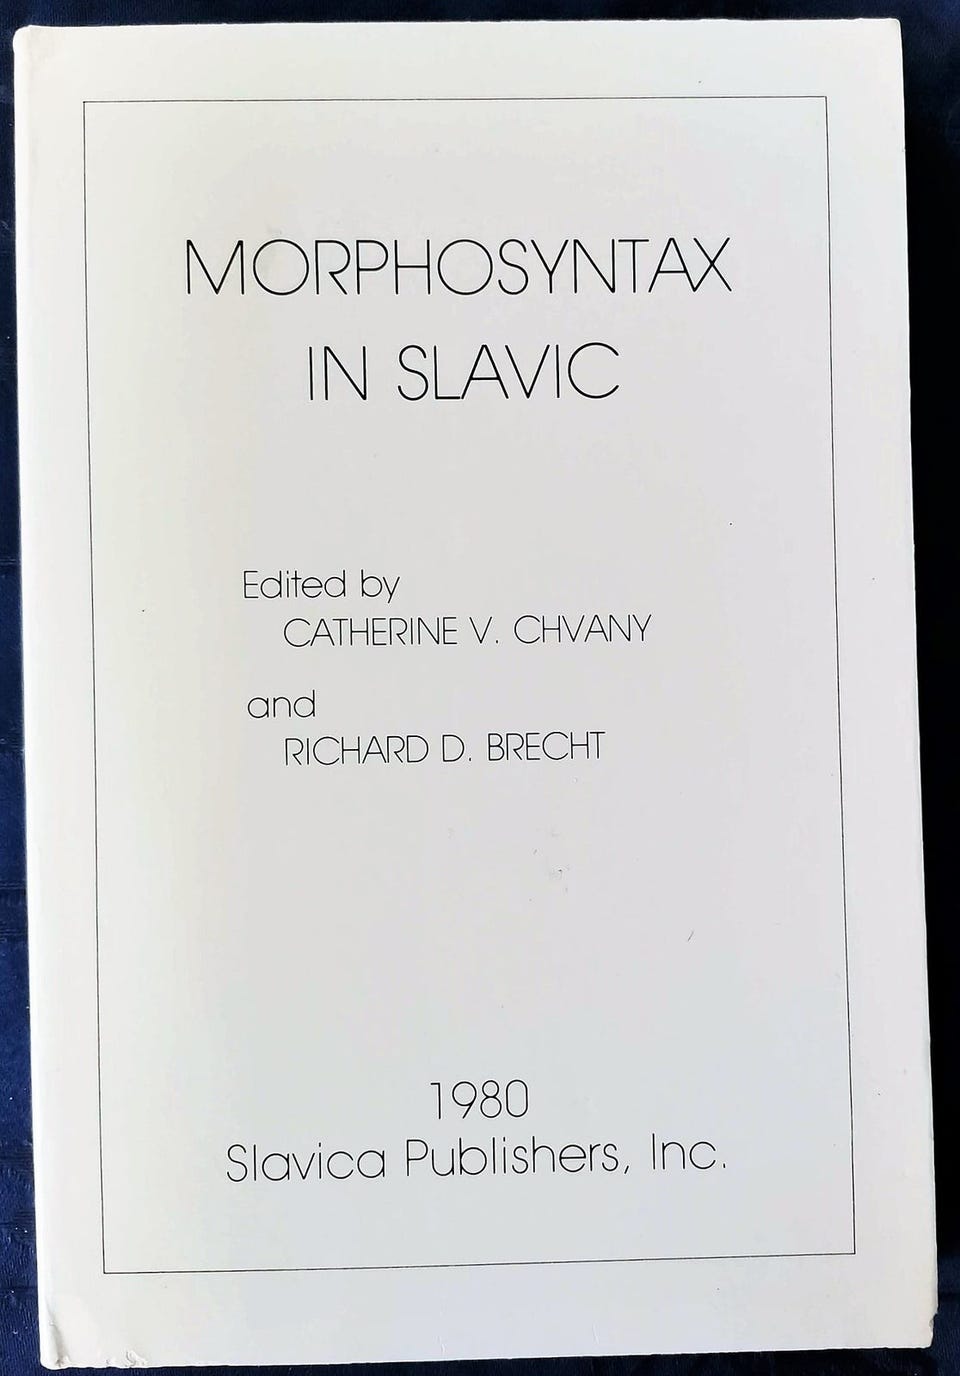 MORPHOSYNTAX
IN SLAVIC
Edited by
CATHERINE V. CHVANY
and
RICHARD D. BRECHT
1980
Slavica Publishers, Inc.